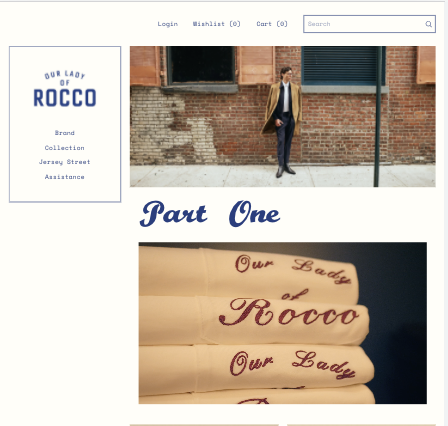 Login Wishlist (0) Cart (0) Search
OUR LADY
OF
ROCCO
Brand
Collection
Jersey Street
Assistance
Part One
Our Lady
of
Rocco
Our Lady